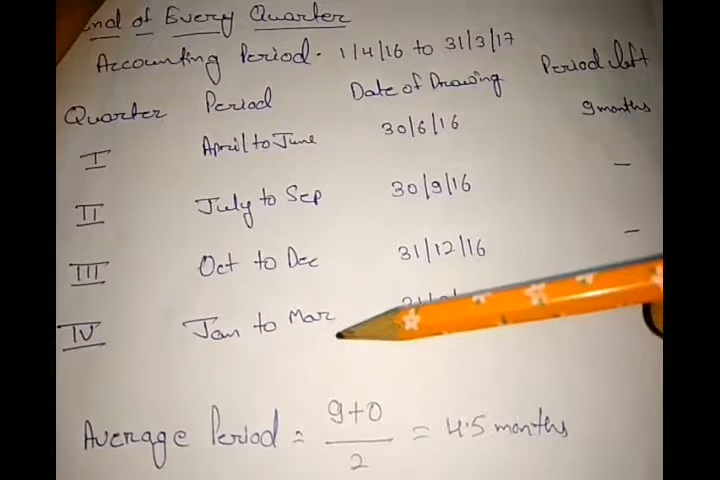 End of Every Quarter
Accounting Period. 1/4/16 to 31/3/17
Quarter Period Date of Drawing Period left
I April to June 30/6/16 9 months
II July to Sep 30/9/16 –
III Oct to Dec 31/12/16 –
IV Jan to Mar
Average Period = 9+0/2 = 4.5 months